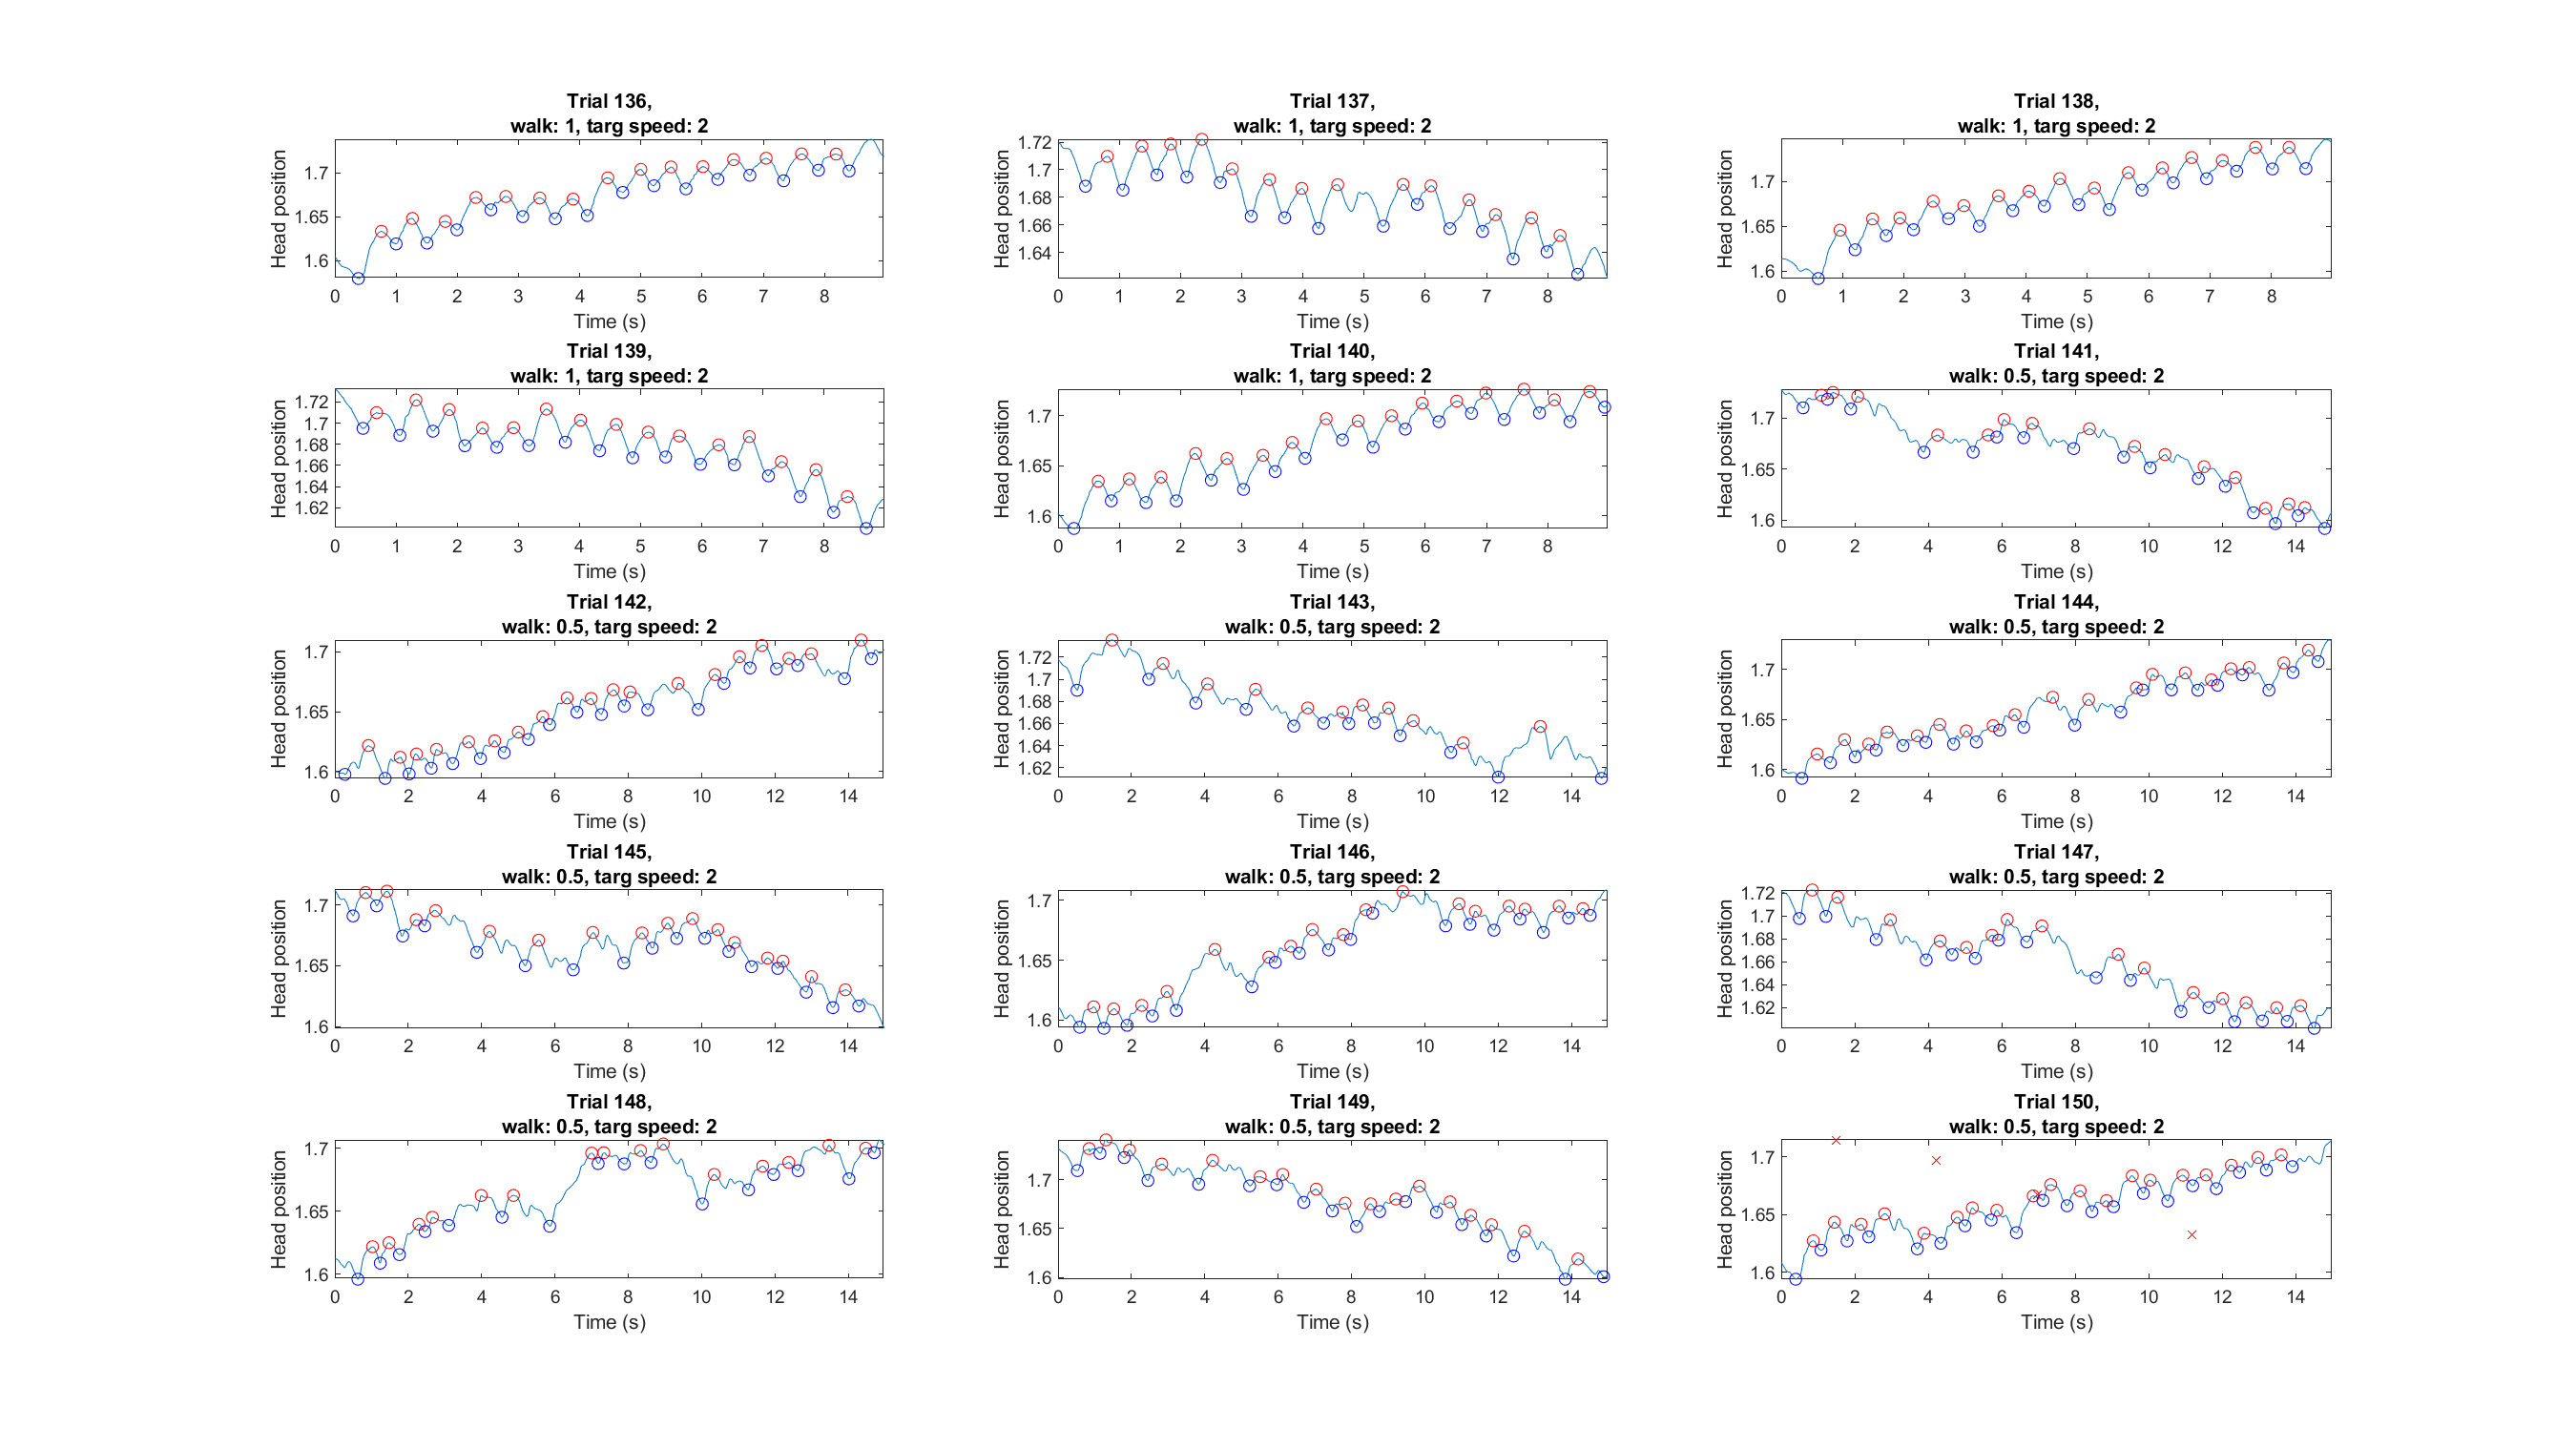 Trial 136,
walk: 1, targ speed: 2
Head position
1.7
1.65
1.6
0 1 2 3 4 5 6 7 8
Time (s)
Trial 137,
walk: 1, targ speed: 2
Head position
1.72
1.7
1.68
1.66
1.64
0 1 2 3 4 5 6 7 8
Time (s)
Trial 138,
walk: 1, targ speed: 2
Head position
1.7
1.65
1.6
0 1 2 3 4 5 6 7 8
Time (s)
Trial 139,
walk: 1, targ speed: 2
Head position
1.72
1.7
1.68
1.66
1.64
1.62
0 1 2 3 4 5 6 7 8
Time (s)
Trial 140,
walk: 1, targ speed: 2
Head position
1.7
1.65
1.6
0 1 2 3 4 5 6 7 8
Time (s)
Trial 141,
walk: 0.5, targ speed: 2
Head position
1.7
1.65
1.6
0 2 4 6 8 10 12 14
Time (s)
Trial 142,
walk: 0.5, targ speed: 2
Head position
1.7
1.65
1.6
0 2 4 6 8 10 12 14
Time (s)
Trial 143,
walk: 0.5, targ speed: 2
Head position
1.72
1.7
1.68
1.66
1.64
1.62
0 2 4 6 8 10 12 14
Time (s)
Trial 144,
walk: 0.5, targ speed: 2
Head position
1.7
1.65
1.6
0 2 4 6 8 10 12 14
Time (s)
Trial 145,
walk: 0.5, targ speed: 2
Head position
1.7
1.65
1.6
0 2 4 6 8 10 12 14
Time (s)
Trial 146,
walk: 0.5, targ speed: 2
Head position
1.7
1.65
1.6
0 2 4 6 8 10 12 14
Time (s)
Trial 147,
walk: 0.5, targ speed: 2
Head position
1.72
1.7
1.68
1.66
1.64
1.62
0 2 4 6 8 10 12 14
Time (s)
Trial 148,
walk: 0.5, targ speed: 2
Head position
1.7
1.65
1.6
0 2 4 6 8 10 12 14
Time (s)
Trial 149,
walk: 0.5, targ speed: 2
Head position
1.7
1.65
1.6
0 2 4 6 8 10 12 14
Time (s)
Trial 150,
walk: 0.5, targ speed: 2
Head position
1.7
1.65
1.6
0 2 4 6 8 10 12 14
Time (s)